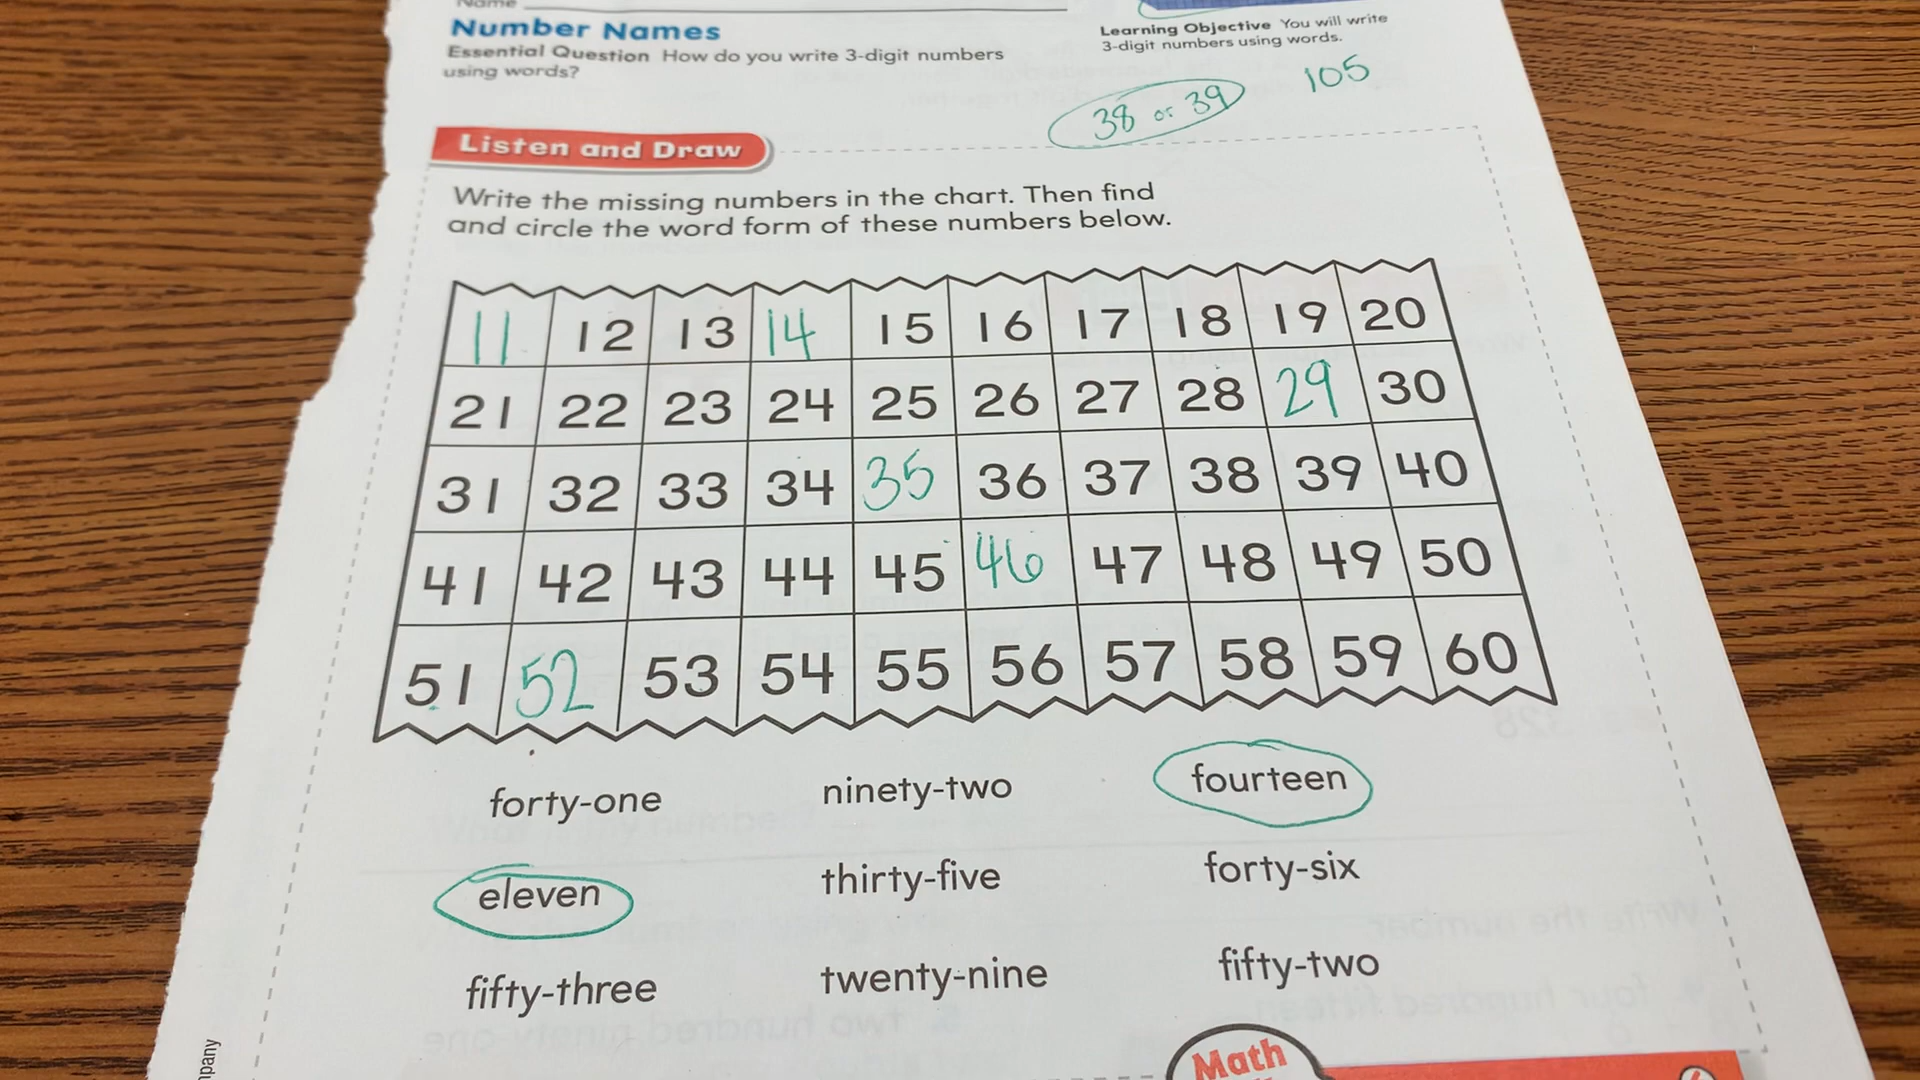 Name
Number Names
Essential Question How do you write 3-digit numbers
using words?
Learning Objective You will write
3-digit numbers using words.
38 or 39
105
Listen and Draw
Write the missing numbers in the chart. Then find
and circle the word form of these numbers below.
11 12 13 14 15 16 17 18 19 20
21 22 23 24 25 26 27 28 29 30
31 32 33 34 35 36 37 38 39 40
41 42 43 44 45 46 47 48 49 50
51 52 53 54 55 56 57 58 59 60
forty-one ninety-two fourteen
eleven thirty-five forty-six
fifty-three twenty-nine fifty-two
Math